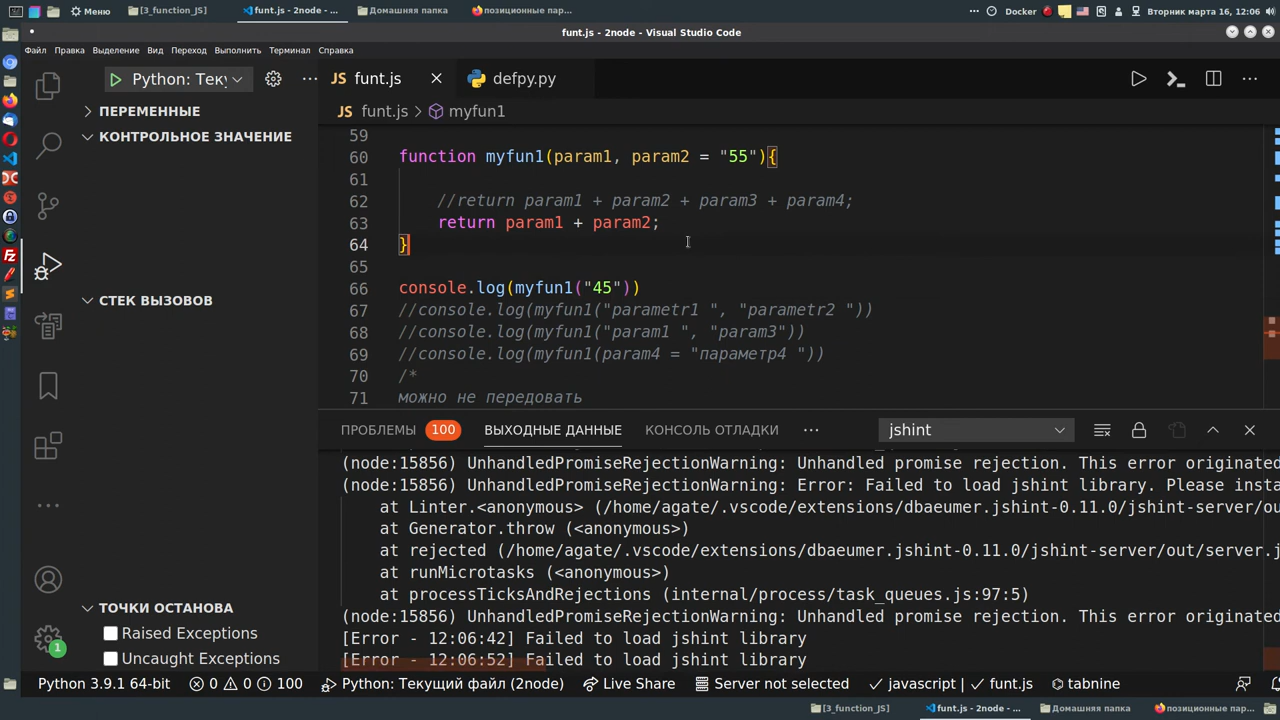 Меню
[3_function_JS]
funt.js - 2node - ...
Домашняя папка
позиционные пар...
Docker
Вторник марта 16, 12:06
funt.js - 2node - Visual Studio Code
Файл Правка Выделение Вид Переход Выполнить Терминал Справка
Python: Теку
JS funt.js
defpy.py
JS funt.js > myfun1
ПЕРЕМЕННЫЕ
КОНТРОЛЬНОЕ ЗНАЧЕНИЕ
СТЕК ВЫЗОВОВ
ТОЧКИ ОСТАНОВА
Raised Exceptions
Uncaught Exceptions
1
59
60 function myfun1(param1, param2 = "55"){
61
62 //return param1 + param2 + param3 + param4;
63 return param1 + param2;
64 }
65
66 console.log(myfun1("45"))
67 //console.log(myfun1("parametr1 ", "parametr2 "))
68 //console.log(myfun1("param1 ", "param3"))
69 //console.log(myfun1(param4 = "параметр4 "))
70 /*
71 можно не передовать
ПРОБЛЕМЫ 100 ВЫХОДНЫЕ ДАННЫЕ КОНСОЛЬ ОТЛАДКИ ... jshint
(node:15856) UnhandledPromiseRejectionWarning: Unhandled promise rejection. This error originated
(node:15856) UnhandledPromiseRejectionWarning: Error: Failed to load jshint library. Please insta
at Linter.<anonymous> (/home/agate/.vscode/extensions/dbaeumer.jshint-0.11.0/jshint-server/ou
at Generator.throw (<anonymous>)
at rejected (/home/agate/.vscode/extensions/dbaeumer.jshint-0.11.0/jshint-server/out/server.j
at runMicrotasks (<anonymous>)
at processTicksAndRejections (internal/process/task_queues.js:97:5)
(node:15856) UnhandledPromiseRejectionWarning: Unhandled promise rejection. This error originated
[Error - 12:06:42] Failed to load jshint library
[Error - 12:06:52] Failed to load jshint library
Python 3.9.1 64-bit 0 0 100 Python: Текущий файл (2node) Live Share Server not selected javascript | funt.js tabnine
[3_function_JS] funt.js - 2node - ... Домашняя папка позиционные пар...